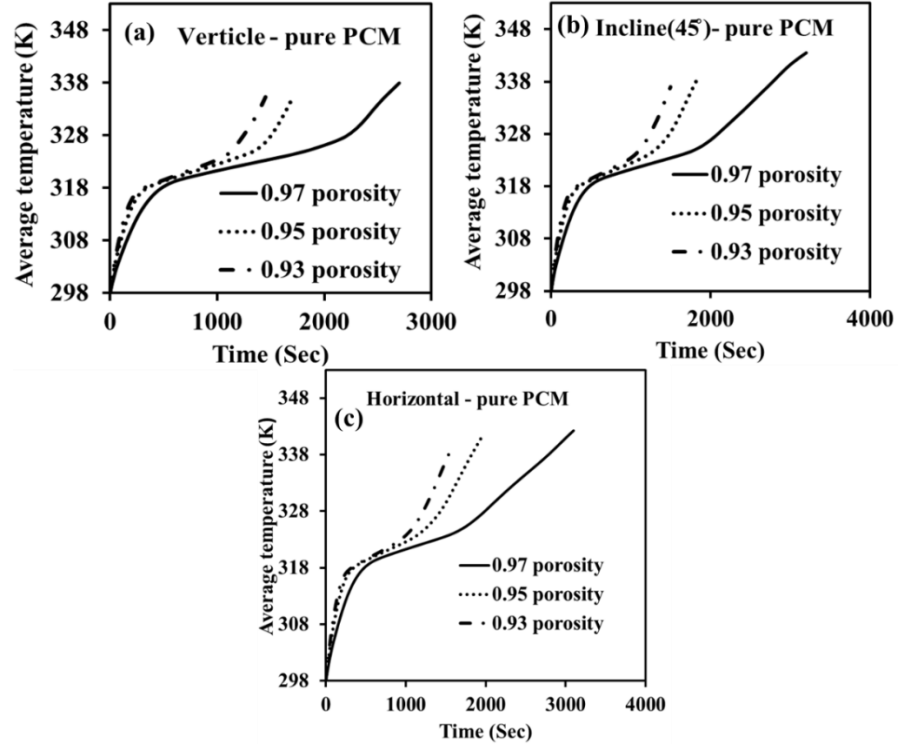 (a)
Verticle - pure PCM
Average temperature (K)
348
338
328
318
308
298
0.97 porosity
0.95 porosity
0.93 porosity
0 1000 2000 3000
Time (Sec)
(b)
Incline(45°)- pure PCM
Average temperature (K)
348
338
328
318
308
298
0.97 porosity
0.95 porosity
0.93 porosity
0 2000 4000
Time (Sec)
Horizontal - pure PCM
(c)
Average temperature (K)
348
338
328
318
308
298
0.97 porosity
0.95 porosity
0.93 porosity
0 1000 2000 3000 4000
Time (Sec)